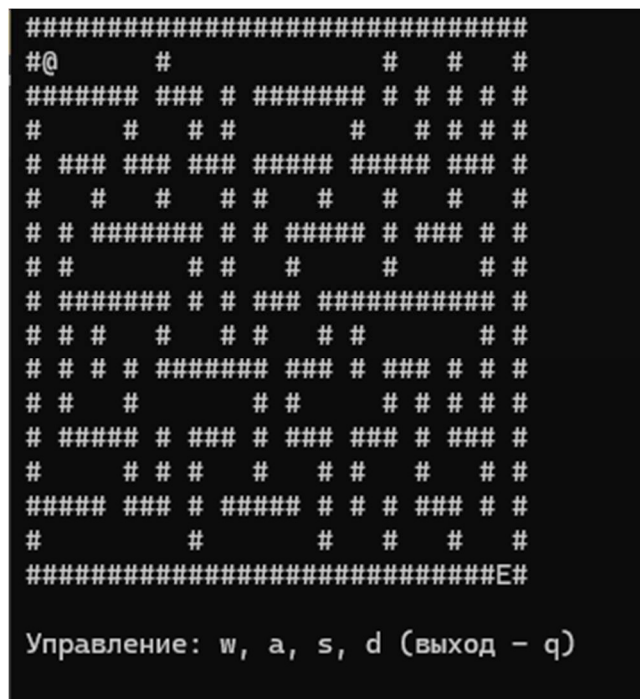 ###############################
#@      #             #   #   #
####### ### # ####### # # # # #
#     #   # #       #   # # # #
# ### ### ### ##### ##### ### #
#   #   #   # #   #   #   #   #
# # ####### # # ##### # ### # #
# #       # #   #     #     # #
# ####### # # ### ########### #
# # #   #   # #   # #       # #
# # # # ####### ### # ### # # #
# #   #       # #     # # # # #
# ##### # ### # ### ### # ### #
#     # # #   #   # #   #   # #
##### ### # ##### # # # ### # #
#         #       #   #   #   #
#############################E#
Управление: w, a, s, d (выход – q)